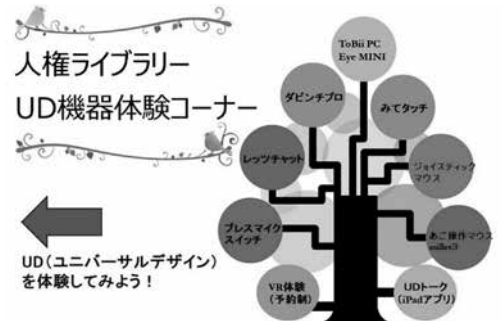 人権ライブラリー
UD機器体験コーナー
UD(ユニバーサルデザイン)
を体験してみよう！
ToBii PC
Eye MINI
ダビンチプロ
みてタッチ
レッツチャット
ジョイスティック
マウス
ブレスマイク
スイッチ
あご操作マウス
millet3
VR体験
(予約制)
UDトーク
(iPadアプリ)